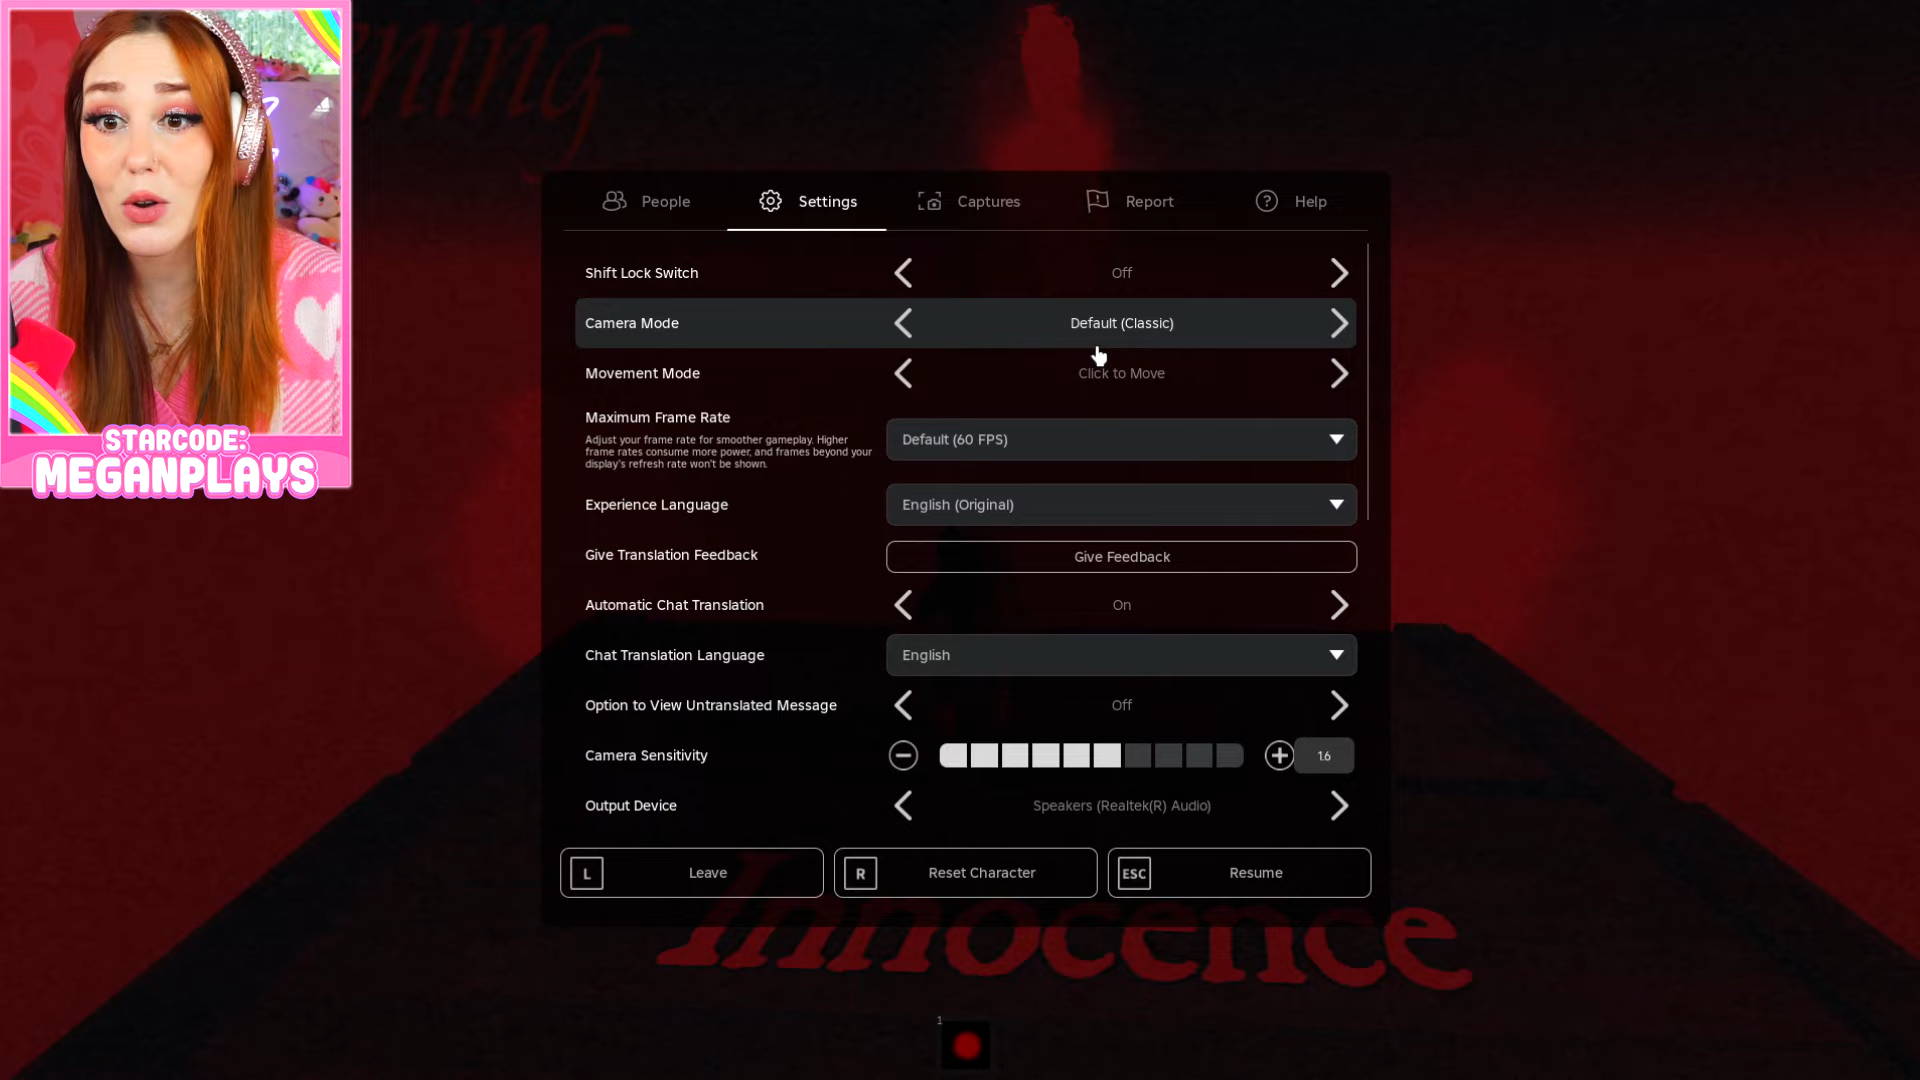 ning
People
Settings
Captures
Report
Help
Shift Lock Switch
Off
Camera Mode
Default (Classic)
Movement Mode
Click to Move
Maximum Frame Rate
Adjust your frame rate for smoother gameplay. Higher
frame rates consume more power, and frames beyond your
display's refresh rate won't be shown.
Default (60 FPS)
Experience Language
English (Original)
Give Translation Feedback
Give Feedback
Automatic Chat Translation
On
Chat Translation Language
English
Option to View Untranslated Message
Off
Camera Sensitivity
1.6
Output Device
Speakers (Realtek(R) Audio)
L
Leave
R
Reset Character
ESC
Resume
STARCODE:
MEGANPLAYS
Innocence
1